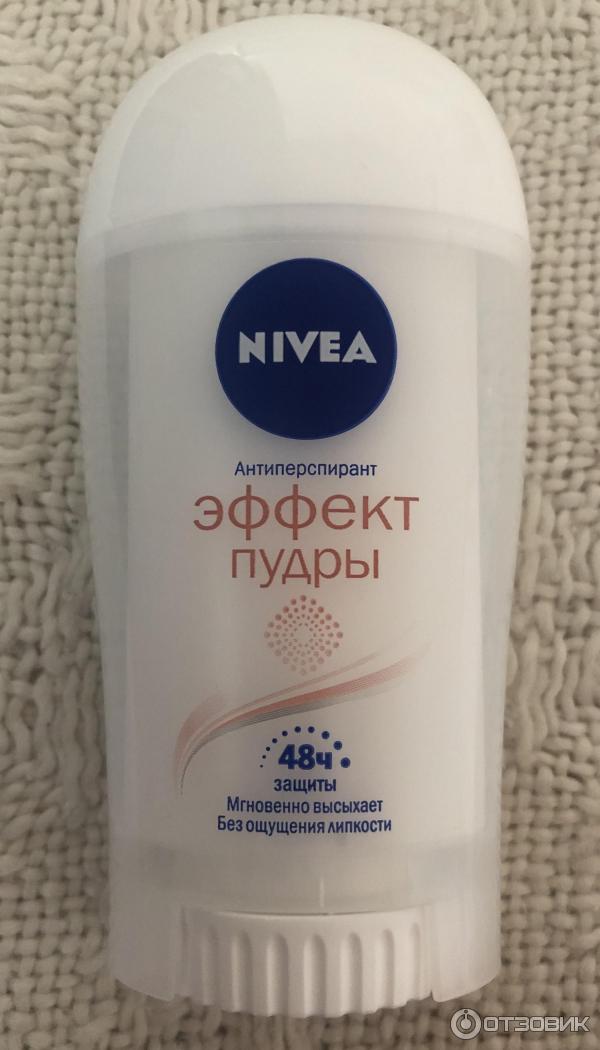 NIVEA
Антиперспирант
эффект
пудры
48ч
защиты
Мгновенно высыхает
Без ощущения липкости
ОТЗОВИК